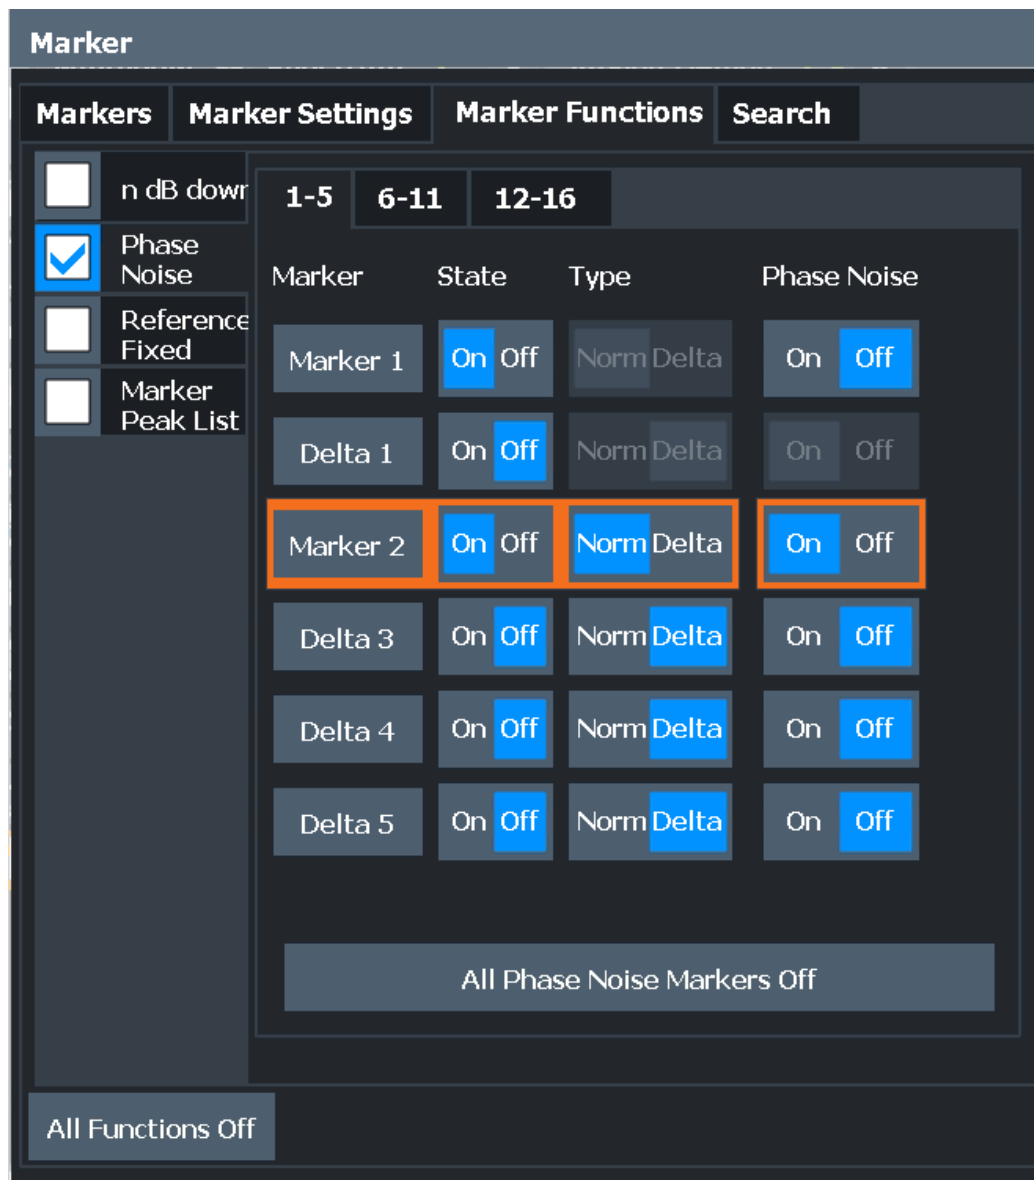 Marker
Markers Marker Settings Marker Functions Search
n dB down
Phase
Noise
Reference
Fixed
Marker
Peak List
1-5 6-11 12-16
Marker State Type Phase Noise
Marker 1 On Off Norm Delta On Off
Delta 1 On Off Norm Delta On Off
Marker 2 On Off Norm Delta On Off
Delta 3 On Off Norm Delta On Off
Delta 4 On Off Norm Delta On Off
Delta 5 On Off Norm Delta On Off
All Phase Noise Markers Off
All Functions Off